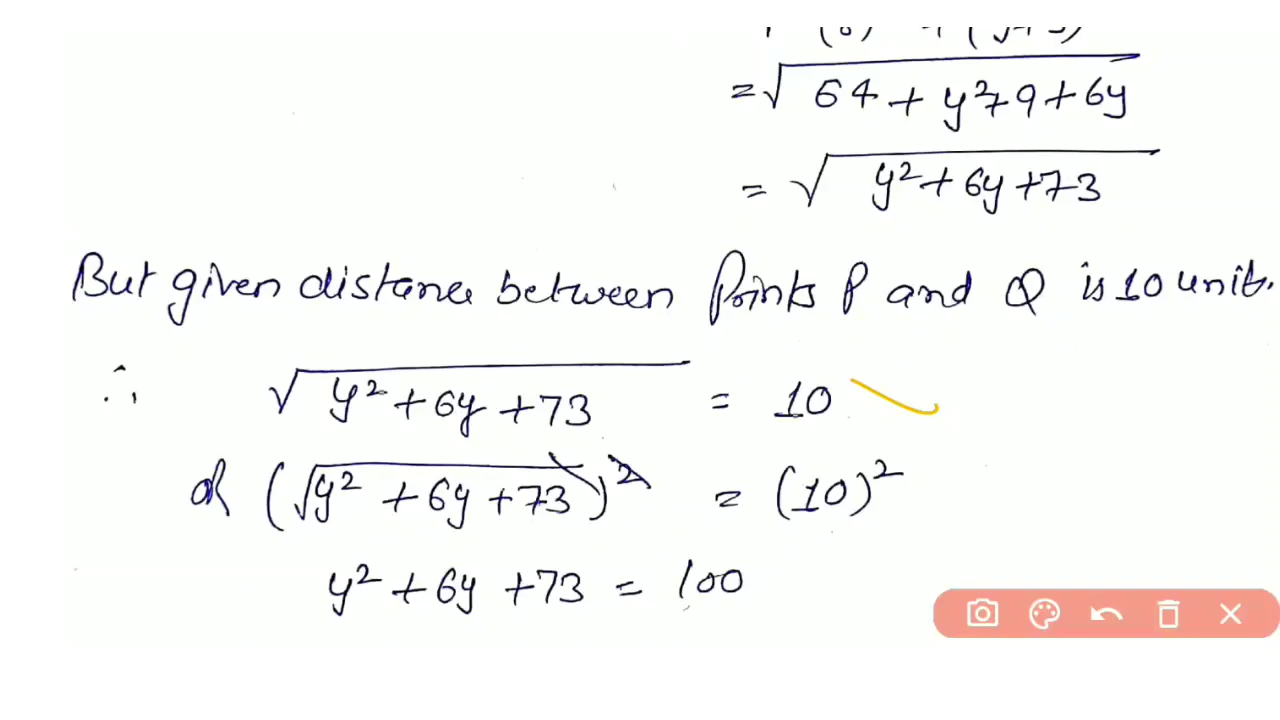 = √64 + y²+9+6y
= √y²+6y+73
But given distance between Points P and Q is 10 unit.
∴ √y²+6y+73 = 10
or (√y²+6y+73)² = (10)²
y²+6y+73 = 100